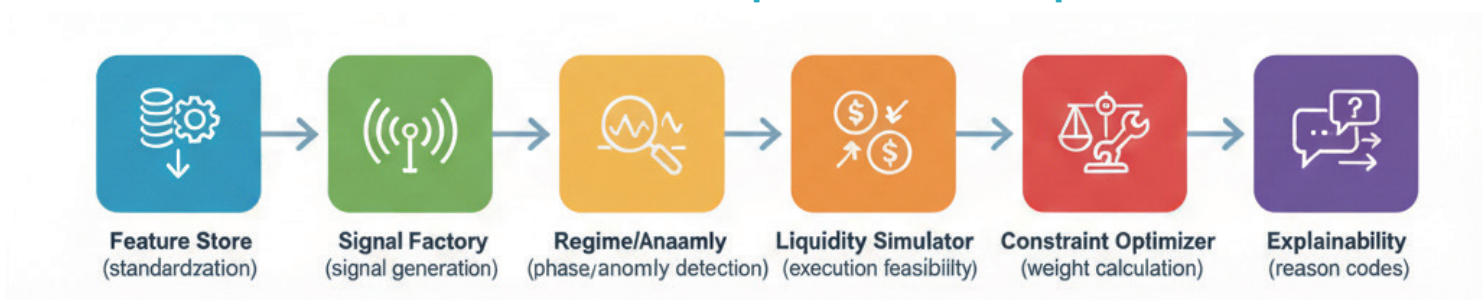 Feature Store
(standardzation)
Signal Factory
(signal generation)
Regime/Anaamly
(phase/anomly detection)
Liquidity Simulator
(execution feasibility)
Constraint Optimizer
(weight calculation)
Explainability
(reason codes)